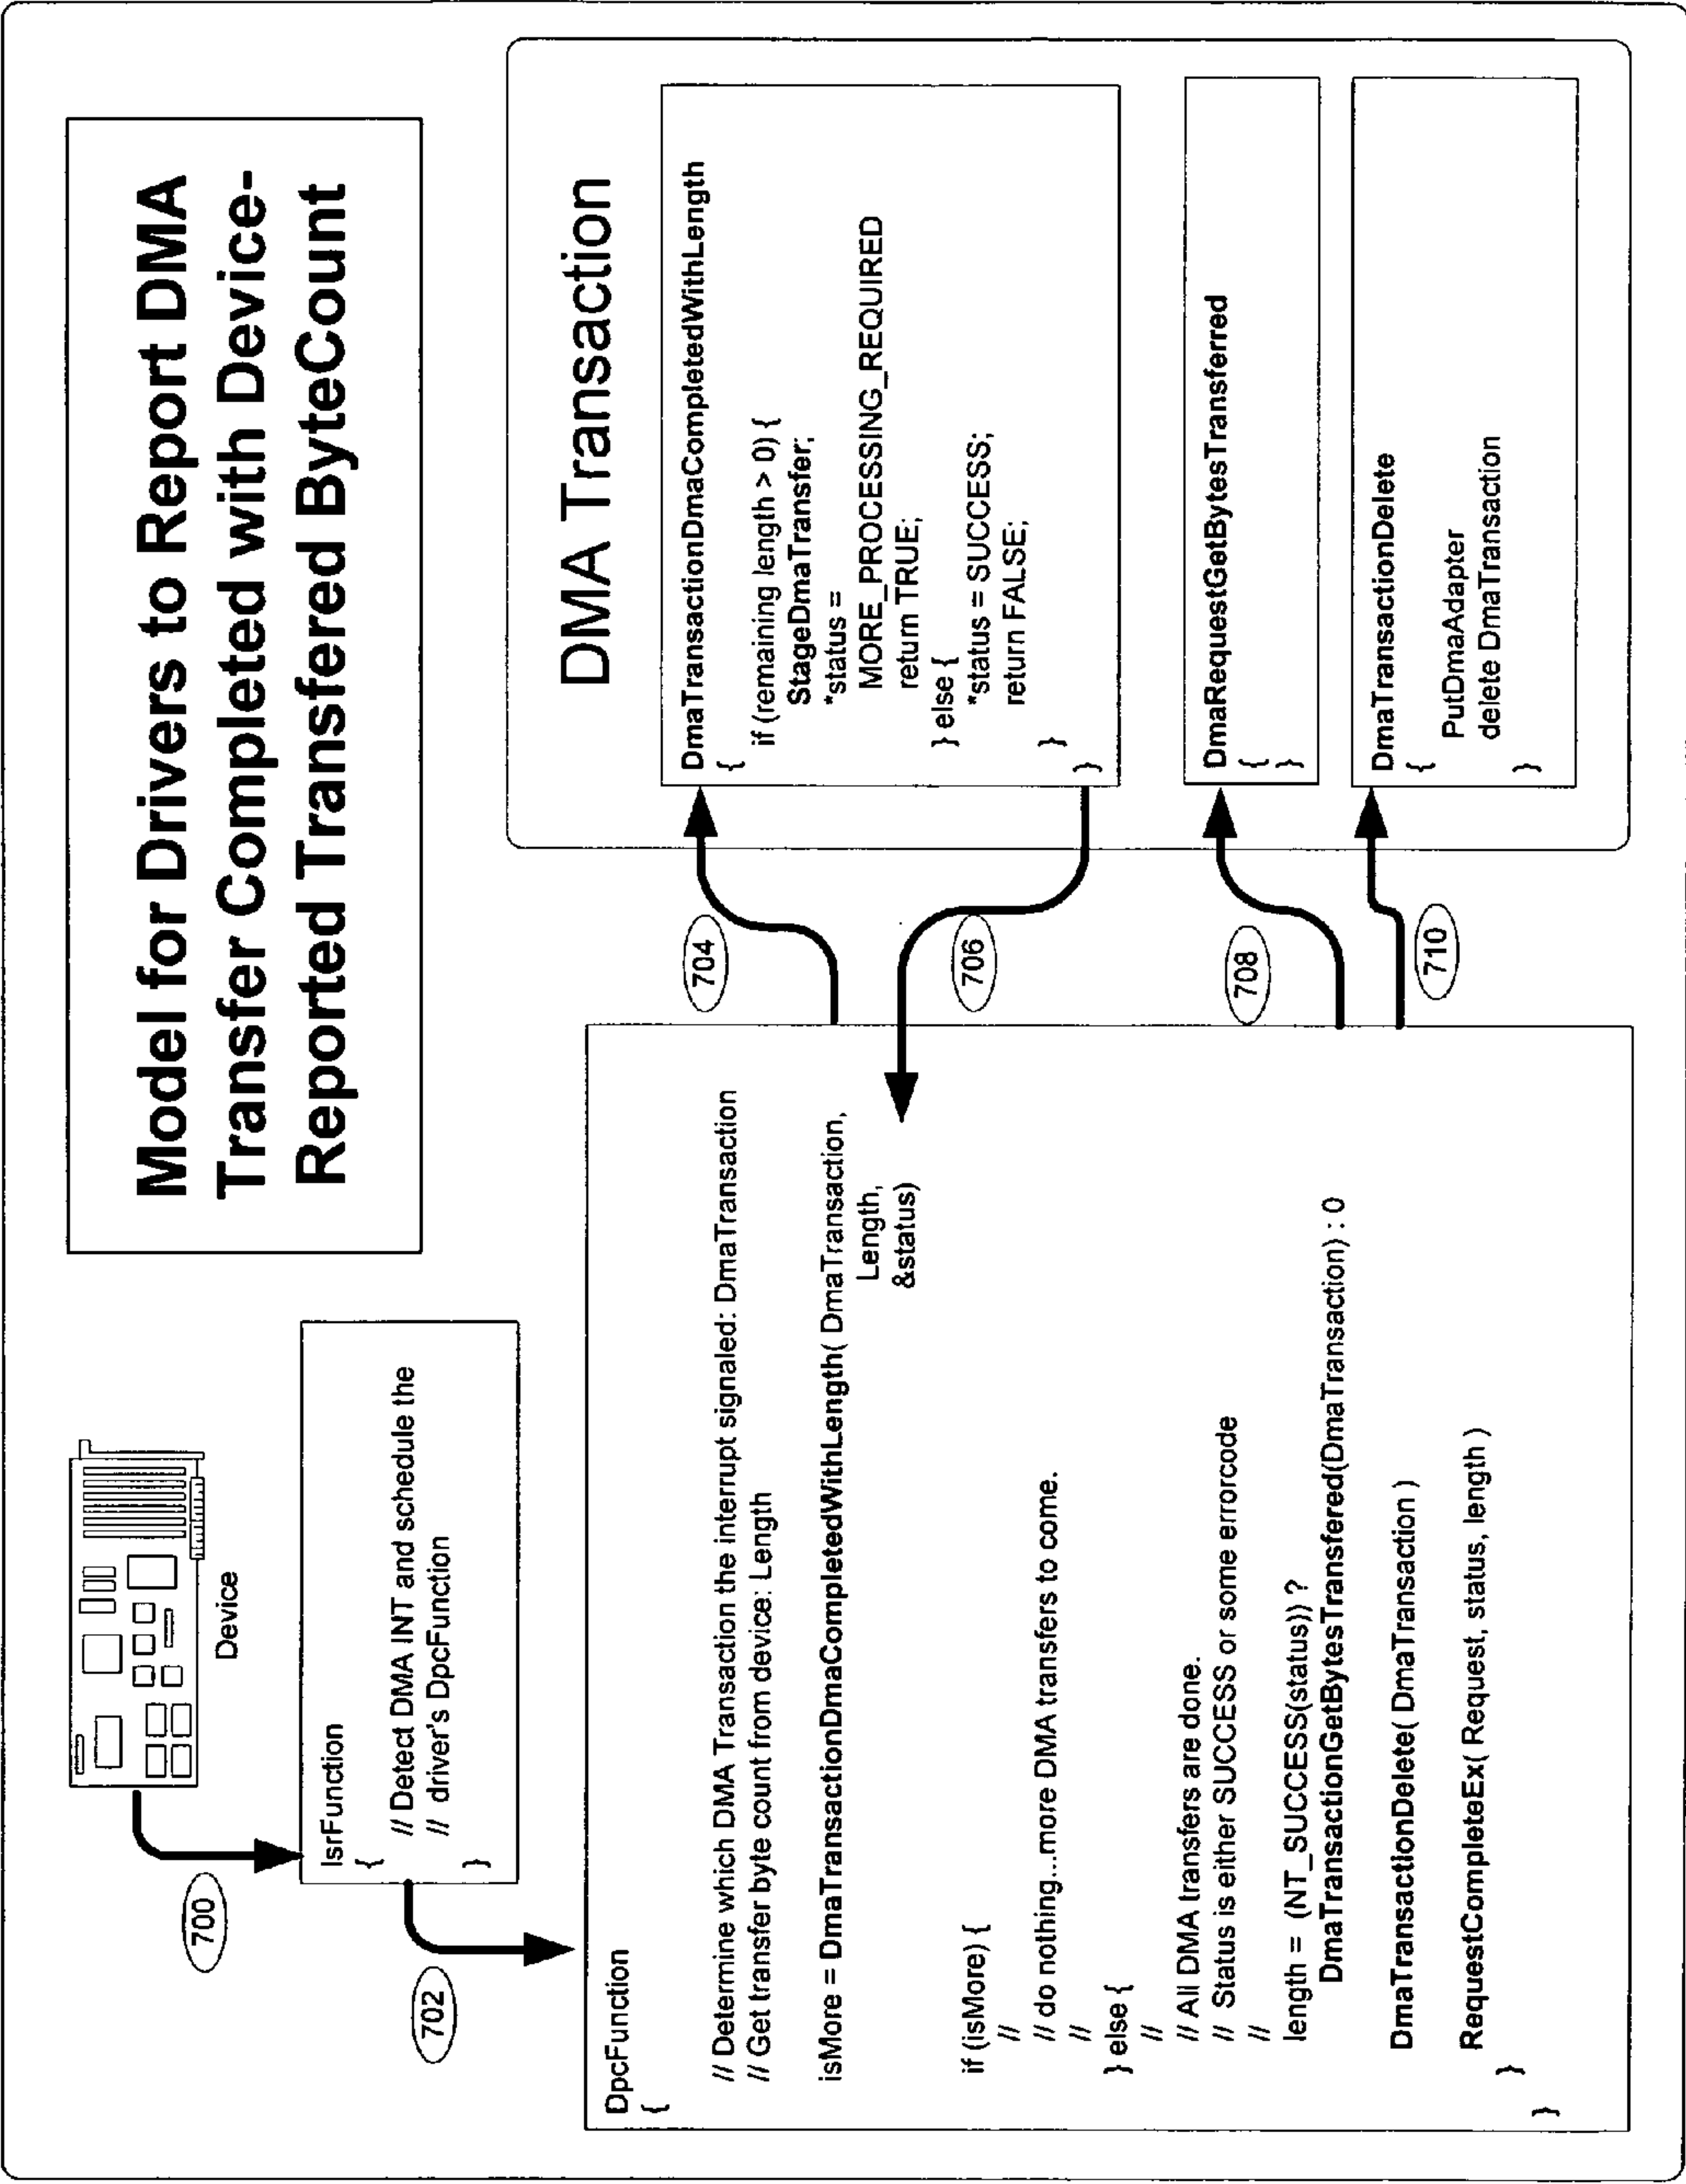 Model for Drivers to Report DMA
Transfer Completed with Device-
Reported Transfered ByteCount
Device
700
IsrFunction
{
// Detect DMA INT and schedule the
// driver's DpcFunction
}
702
DpcFunction
{
// Determine which DMA Transaction the interrupt signaled: DmaTransaction
// Get transfer byte count from device: Length
isMore = DmaTransactionDmaCompletedWithLength( DmaTransaction,
Length,
&status)
if (isMore) {
//
// do nothing...more DMA transfers to come.
//
} else {
//
// All DMA transfers are done.
// Status is either SUCCESS or some errorcode
//
length = (NT_SUCCESS(status)) ?
DmaTransactionGetBytesTransfered(DmaTransaction) : 0
DmaTransactionDelete( DmaTransaction )
RequestCompleteEx( Request, status, length )
}
}
704
706
708
710
DMA Transaction
DmaTransactionDmaCompletedWithLength
{
if (remaining length > 0) {
StageDmaTransfer;
*status =
MORE_PROCESSING_REQUIRED
return TRUE;
} else {
*status = SUCCESS;
return FALSE;
}
}
DmaRequestGetBytesTransferred
{
}
DmaTransactionDelete
{
PutDmaAdapter
delete DmaTransaction
}